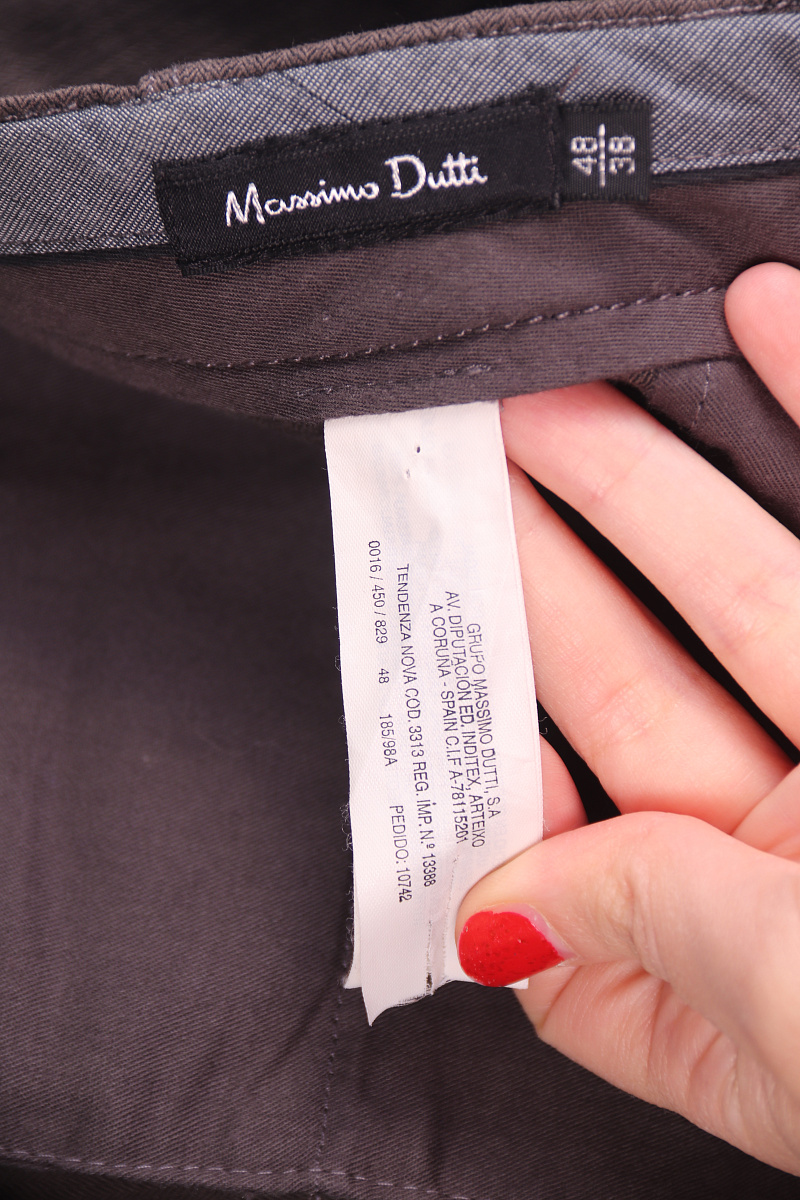 Massimo Dutti
48
38
GRUPO MASSIMO DUTTI, S.A
AV. DIPUTACIÓN ED. INDITEX, ARTEIXO
A CORUÑA - SPAIN C.I.F A-78115201
TENDENZA NOVA COD. 3313 REG. IMP. N.º 13388
0016 / 450 / 829 48 185/98A PEDIDO: 10742